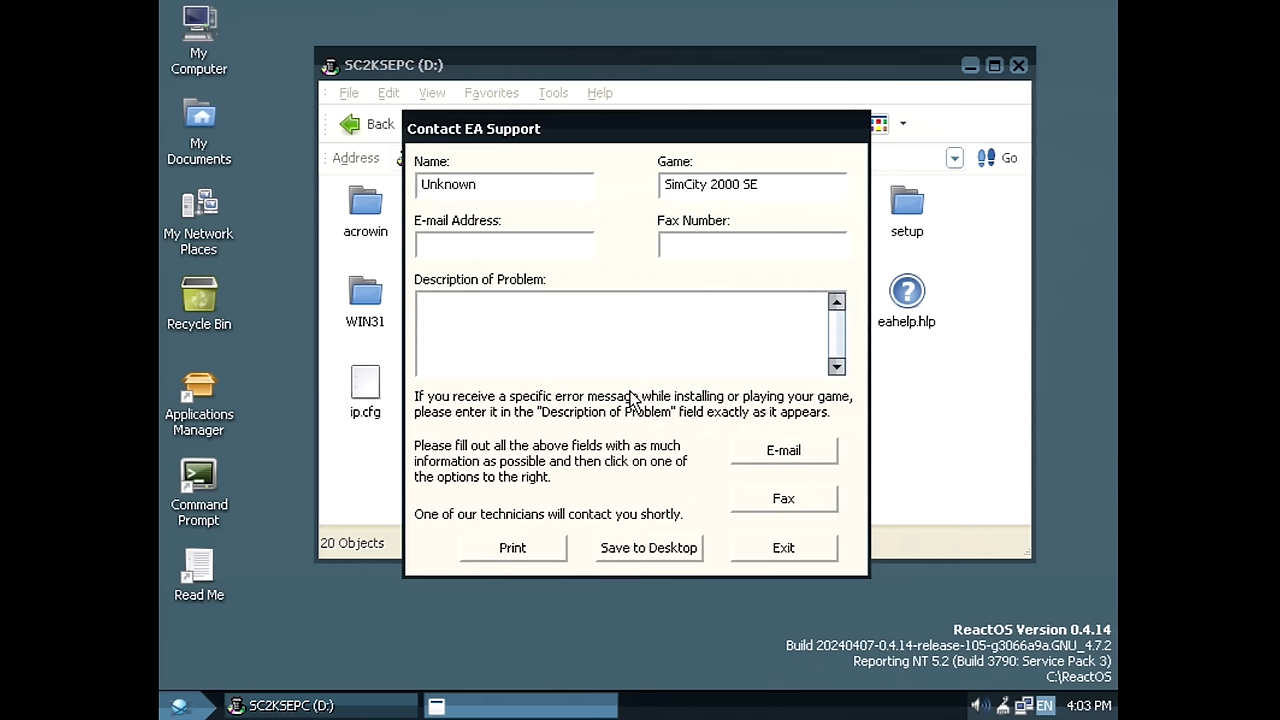 My
Computer
My
Documents
My Network
Places
Recycle Bin
Applications
Manager
Command
Prompt
Read Me
SC2KSEPC (D:)
File Edit View Favorites Tools Help
Back
Address
Go
acrowin
WIN31
ip.cfg
setup
eahelp.hlp
20 Objects
Contact EA Support
Name: Game:
Unknown SimCity 2000 SE
E-mail Address: Fax Number:
Description of Problem:
If you receive a specific error message while installing or playing your game,
please enter it in the "Description of Problem" field exactly as it appears.
Please fill out all the above fields with as much
information as possible and then click on one of
the options to the right.
One of our technicians will contact you shortly.
E-mail
Fax
Print Save to Desktop Exit
ReactOS Version 0.4.14
Build 20240407-0.4.14-release-105-g3066a9a.GNU_4.7.2
Reporting NT 5.2 (Build 3790: Service Pack 3)
C:\ReactOS
SC2KSEPC (D:)
EN 4:03 PM